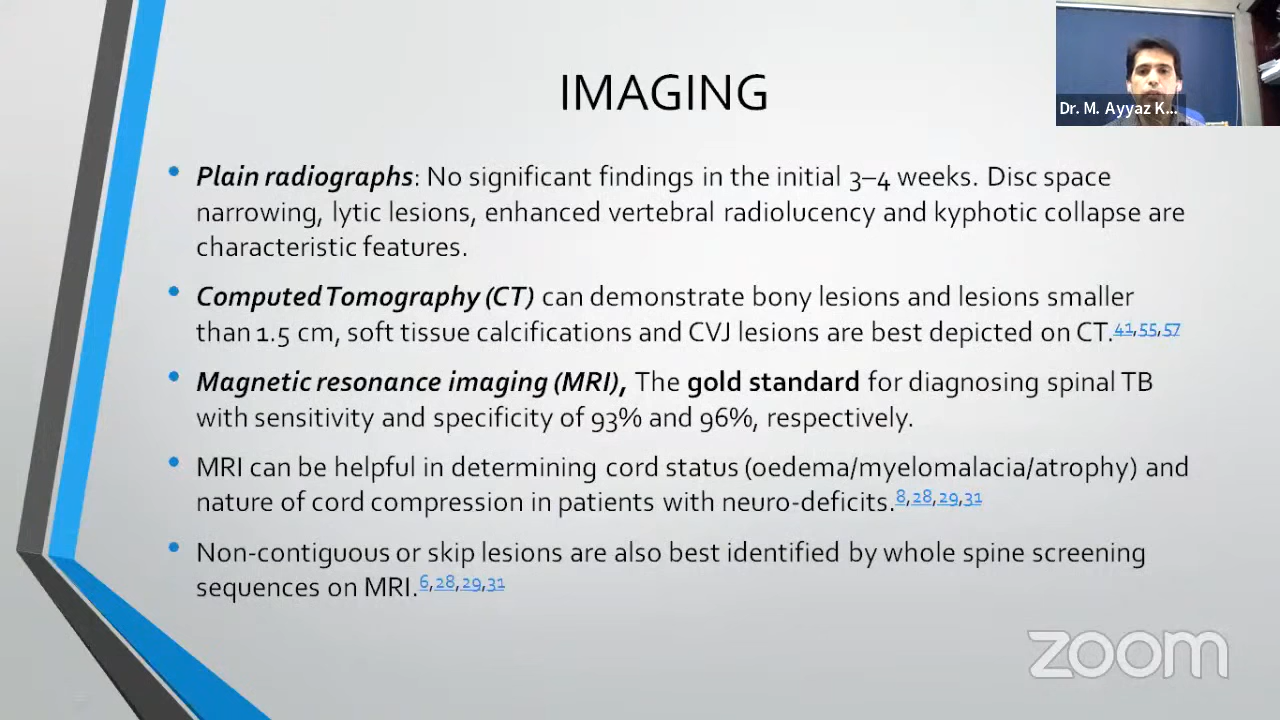 IMAGING
Dr. M. Ayyaz K...
• Plain radiographs: No significant findings in the initial 3–4 weeks. Disc space
narrowing, lytic lesions, enhanced vertebral radiolucency and kyphotic collapse are
characteristic features.
• Computed Tomography (CT) can demonstrate bony lesions and lesions smaller
than 1.5 cm, soft tissue calcifications and CVJ lesions are best depicted on CT.41,55,57
• Magnetic resonance imaging (MRI), The gold standard for diagnosing spinal TB
with sensitivity and specificity of 93% and 96%, respectively.
• MRI can be helpful in determining cord status (oedema/myelomalacia/atrophy) and
nature of cord compression in patients with neuro-deficits.8,28,29,31
• Non-contiguous or skip lesions are also best identified by whole spine screening
sequences on MRI.6,28,29,31
zoom